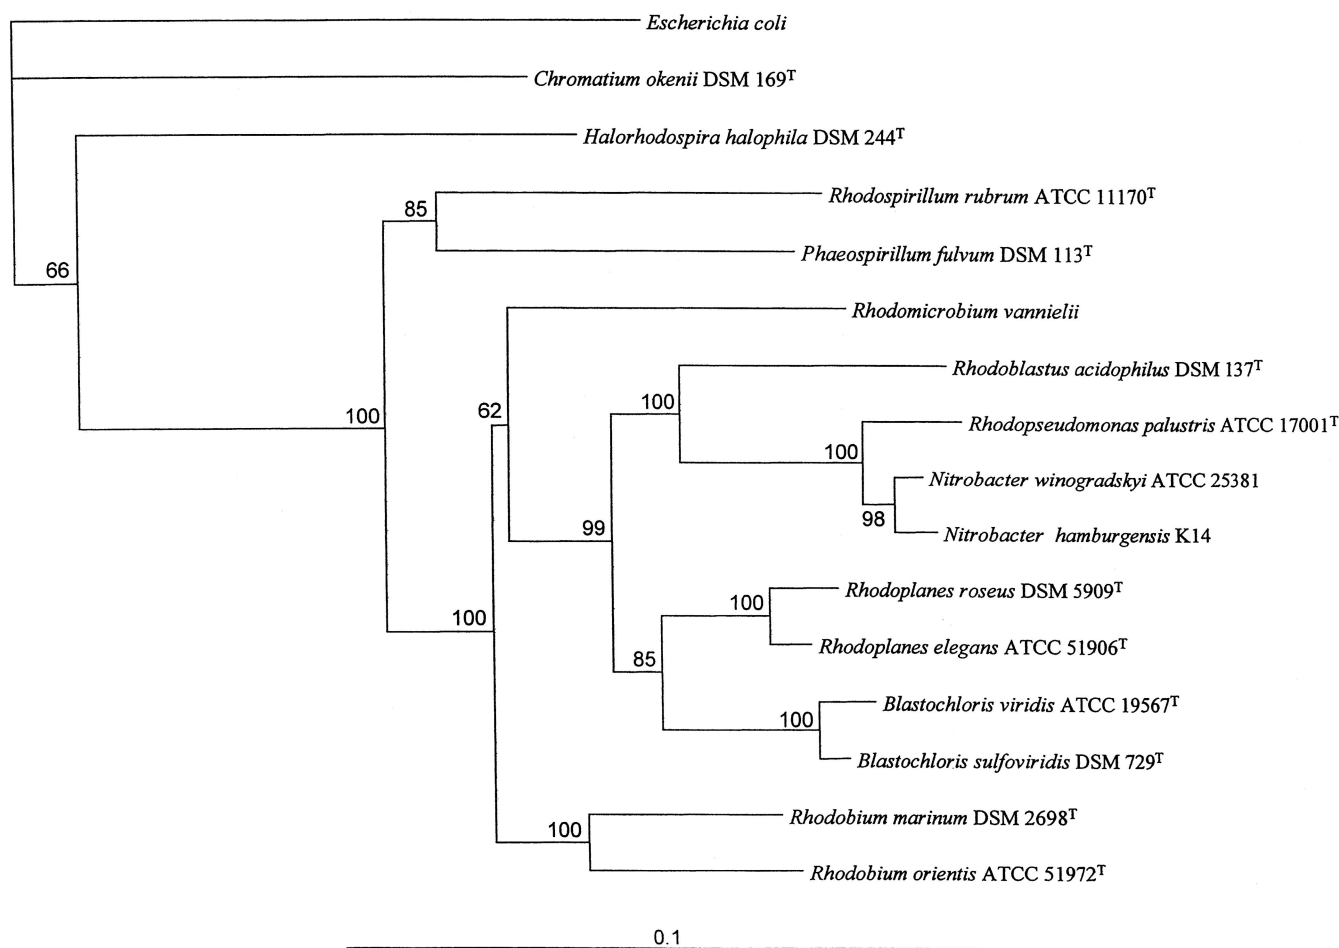 Escherichia coli
Chromatium okenii DSM 169ᵀ
Halorhodospira halophila DSM 244ᵀ
85
Rhodospirillum rubrum ATCC 11170ᵀ
Phaeospirillum fulvum DSM 113ᵀ
66
Rhodomicrobium vannielii
Rhodoblastus acidophilus DSM 137ᵀ
100
62
100
Rhodopseudomonas palustris ATCC 17001ᵀ
100
Nitrobacter winogradskyi ATCC 25381
98
99
Nitrobacter hamburgensis K14
Rhodoplanes roseus DSM 5909ᵀ
100
100
Rhodoplanes elegans ATCC 51906ᵀ
85
Blastochloris viridis ATCC 19567ᵀ
100
Blastochloris sulfoviridis DSM 729ᵀ
Rhodobium marinum DSM 2698ᵀ
100
Rhodobium orientis ATCC 51972ᵀ
0.1